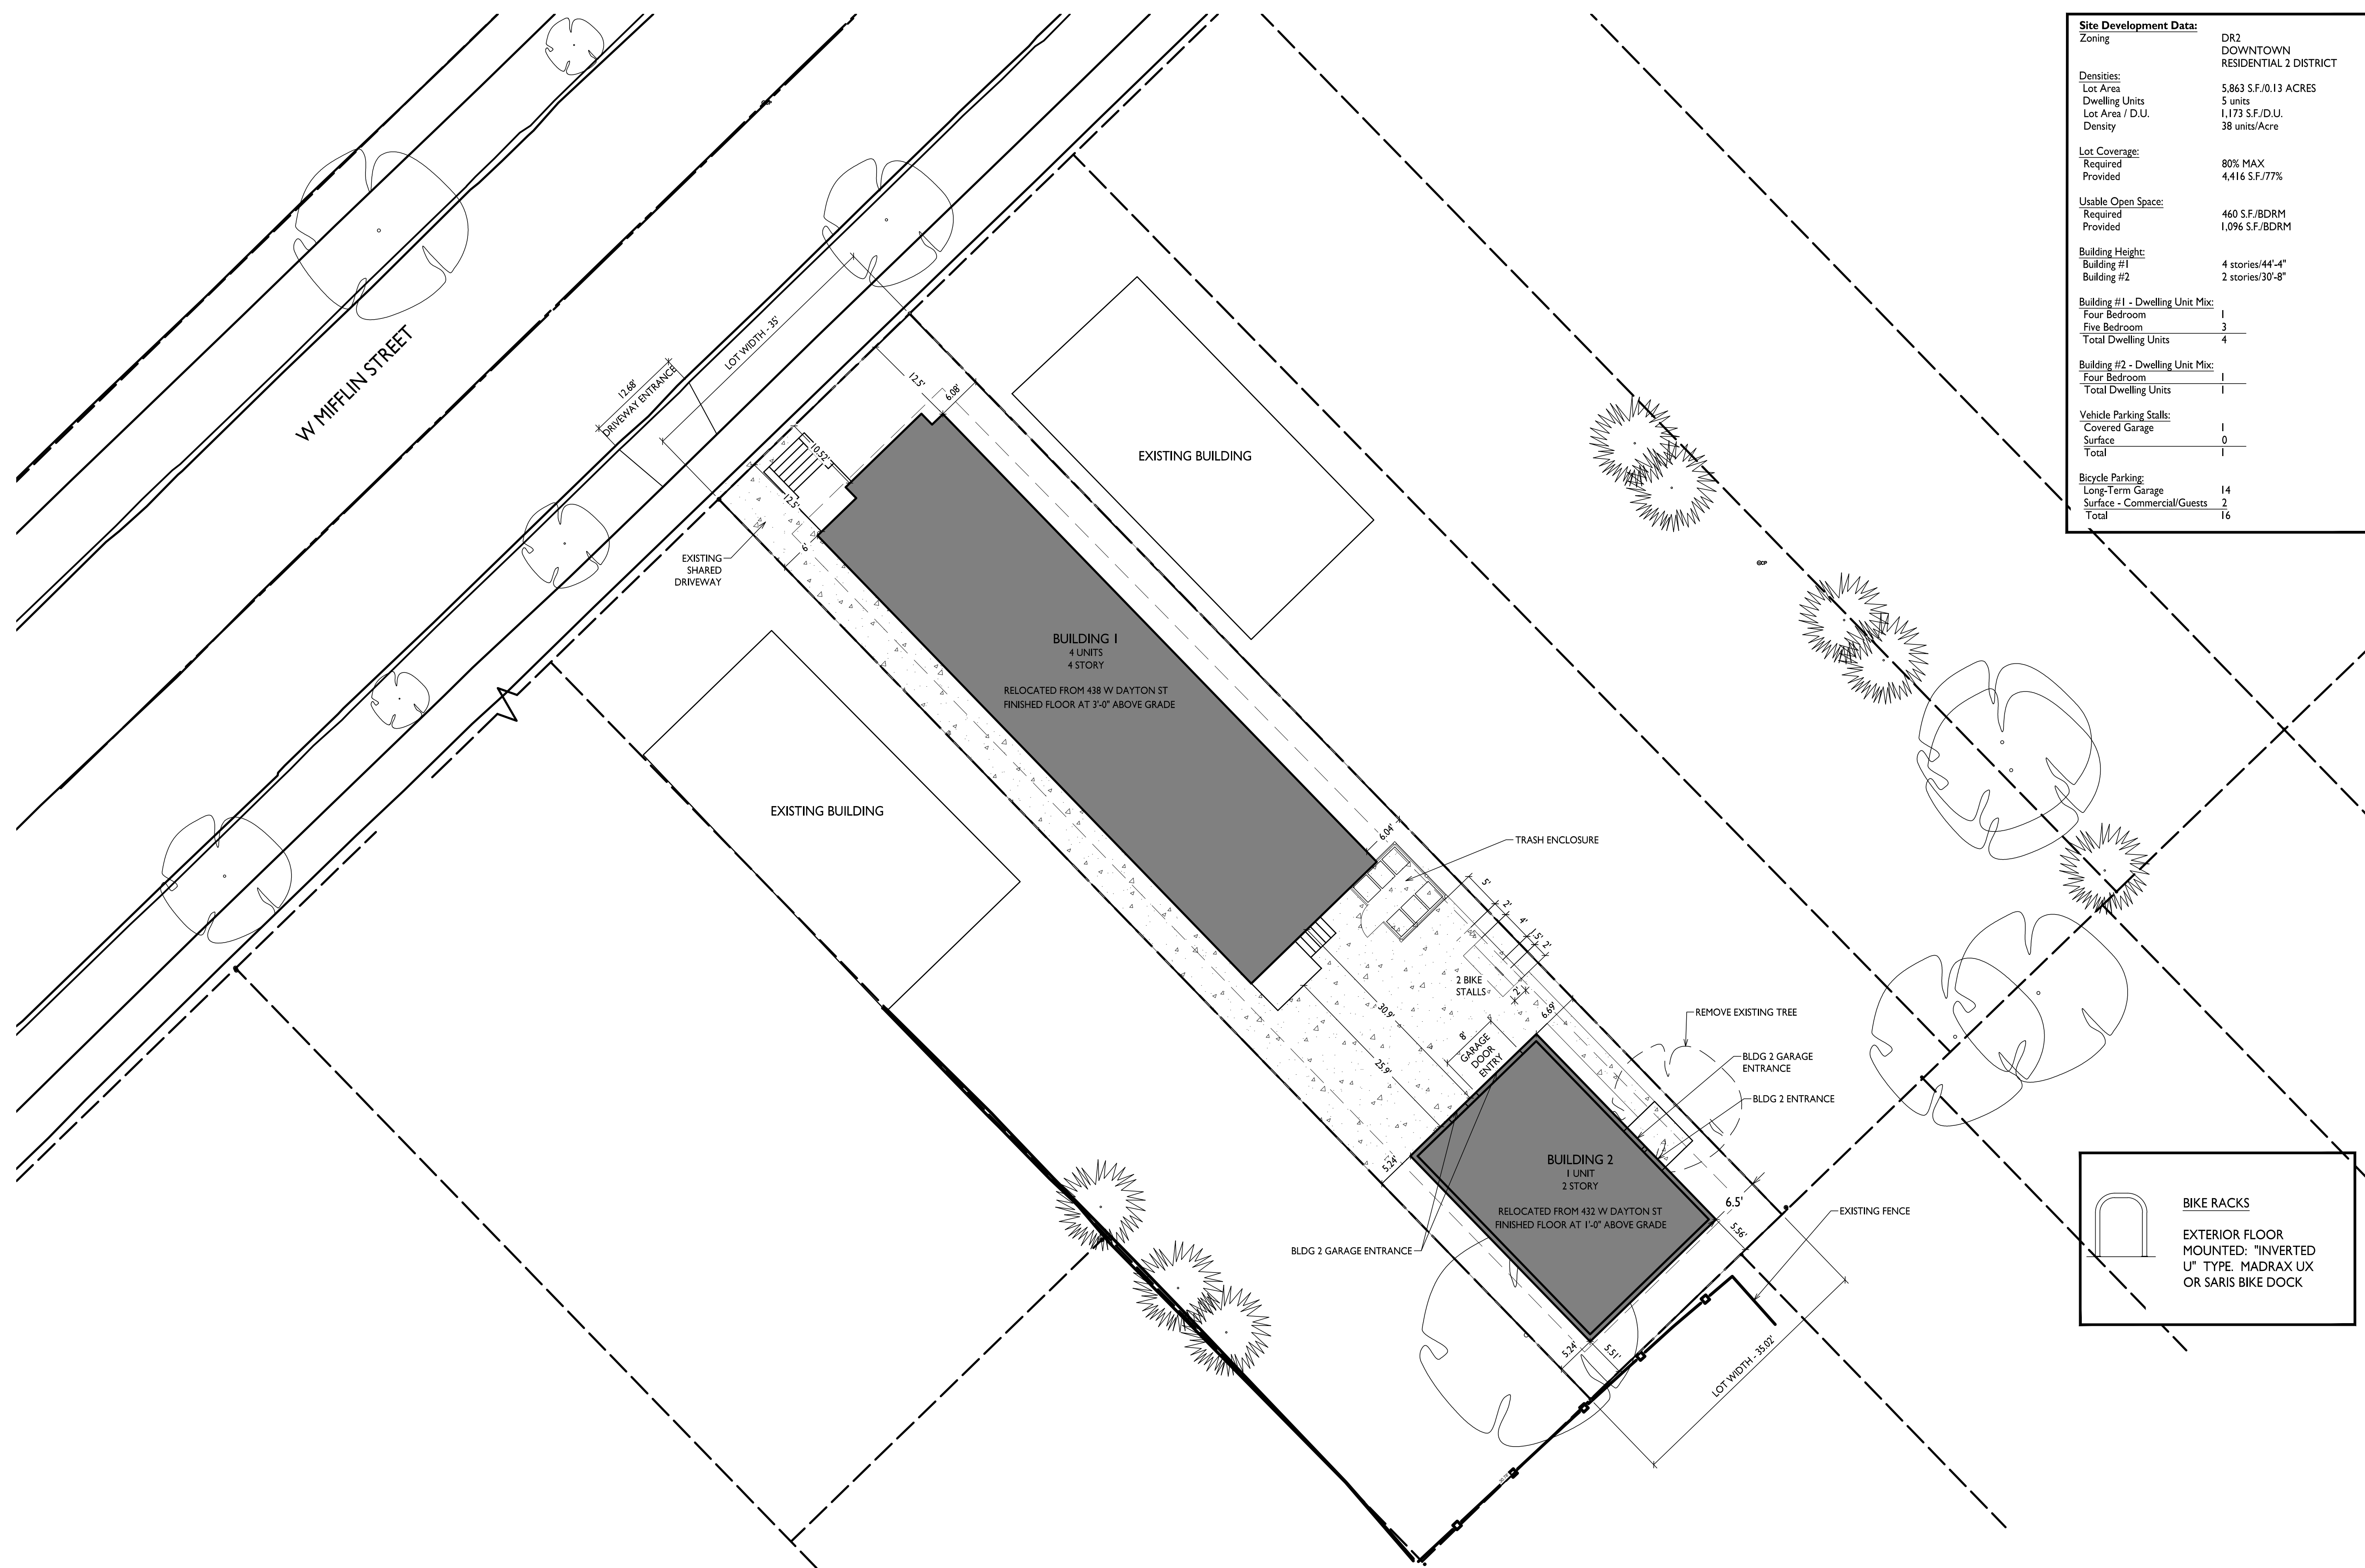 Site Development Data:
Zoning DR2
DOWNTOWN
RESIDENTIAL 2 DISTRICT
Densities:
Lot Area 5,863 S.F./0.13 ACRES
Dwelling Units 5 units
Lot Area / D.U. 1,173 S.F./D.U.
Density 38 units/Acre
Lot Coverage:
Required 80% MAX
Provided 4,416 S.F./77%
Usable Open Space:
Required 460 S.F./BDRM
Provided 1,096 S.F./BDRM
Building Height:
Building #1 4 stories/44'-4"
Building #2 2 stories/30'-8"
Building #1 - Dwelling Unit Mix:
Four Bedroom 1
Five Bedroom 3
Total Dwelling Units 4
Building #2 - Dwelling Unit Mix:
Four Bedroom 1
Total Dwelling Units 1
Vehicle Parking Stalls:
Covered Garage 1
Surface 0
Total 1
Bicycle Parking:
Long-Term Garage 14
Surface - Commercial/Guests 2
Total 16
W MIFFLIN STREET
12.68'
DRIVEWAY ENTRANCE
LOT WIDTH - 35'
12.5'
6.08'
10.52'
12.5'
6'
EXISTING
SHARED
DRIVEWAY
EXISTING BUILDING
BUILDING 1
4 UNITS
4 STORY
RELOCATED FROM 438 W DAYTON ST
FINISHED FLOOR AT 3'-0" ABOVE GRADE
EXISTING BUILDING
6.04'
TRASH ENCLOSURE
5'
2'
4'
.5'
2'
2 BIKE
STALLS
2'
6.69'
30.9'
25.9'
8'
GARAGE
DOOR
ENTRY
REMOVE EXISTING TREE
BLDG 2 GARAGE
ENTRANCE
BLDG 2 ENTRANCE
5.24'
BUILDING 2
1 UNIT
2 STORY
RELOCATED FROM 432 W DAYTON ST
FINISHED FLOOR AT 1'-0" ABOVE GRADE
6.5'
5.56'
EXISTING FENCE
BLDG 2 GARAGE ENTRANCE
5.24'
5.51'
LOT WIDTH - 35.02'
BIKE RACKS
EXTERIOR FLOOR
MOUNTED: "INVERTED
U" TYPE. MADRAX UX
OR SARIS BIKE DOCK